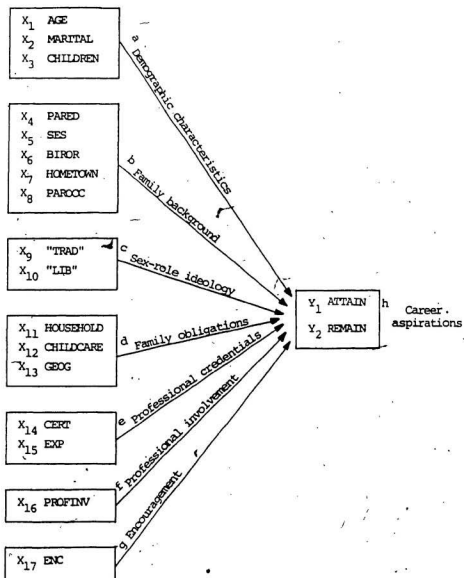 X1 AGE
X2 MARITAL
X3 CHILDREN
a Demographic characteristics
X4 PARED
X5 SES
X6 BIROR
X7 HOMETOWN
X8 PAROCC
b Family background
X9 "TRAD"
X10 "LIB"
c Sex-role ideology
X11 HOUSEHOLD
X12 CHILDCARE
X13 GEOG
d Family obligations
X14 CERT
X15 EXP
e Professional credentials
X16 PROFINV
f Professional involvement
X17 ENC
g Encouragement
Y1 ATTAIN
Y2 REMAIN
h Career
aspirations